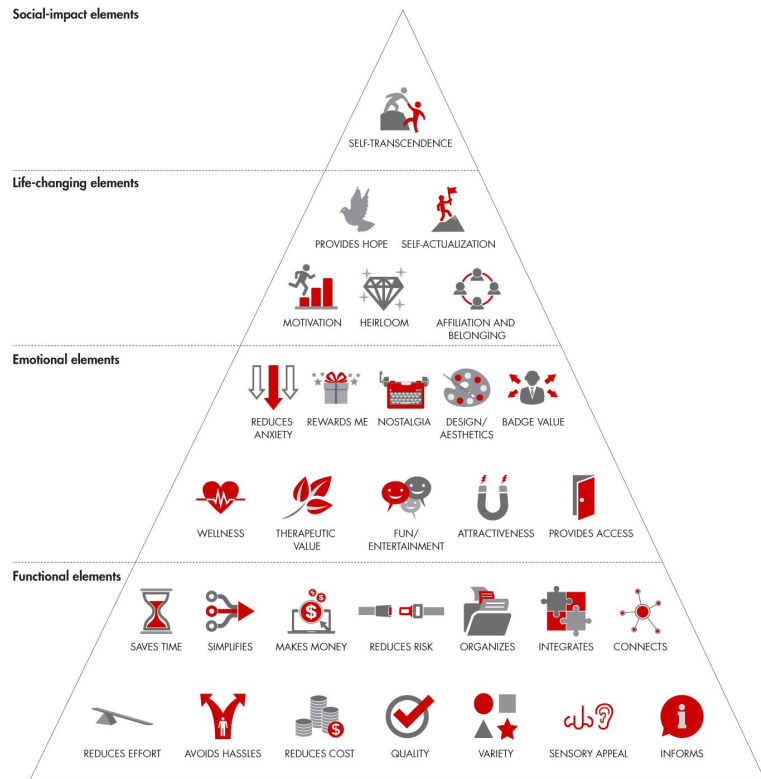 Social-impact elements
SELF-TRANSCENDENCE
Life-changing elements
PROVIDES HOPE
SELF-ACTUALIZATION
MOTIVATION
HEIRLOOM
AFFILIATION AND
BELONGING
Emotional elements
REDUCES
ANXIETY
REWARDS ME
NOSTALGIA
DESIGN/
AESTHETICS
BADGE VALUE
WELLNESS
THERAPEUTIC
VALUE
FUN/
ENTERTAINMENT
ATTRACTIVENESS
PROVIDES ACCESS
Functional elements
$
$
$
SAVES TIME
SIMPLIFIES
MAKES MONEY
REDUCES RISK
ORGANIZES
INTEGRATES
CONNECTS
$
i
REDUCES EFFORT
AVOIDS HASSLES
REDUCES COST
QUALITY
VARIETY
SENSORY APPEAL
INFORMS